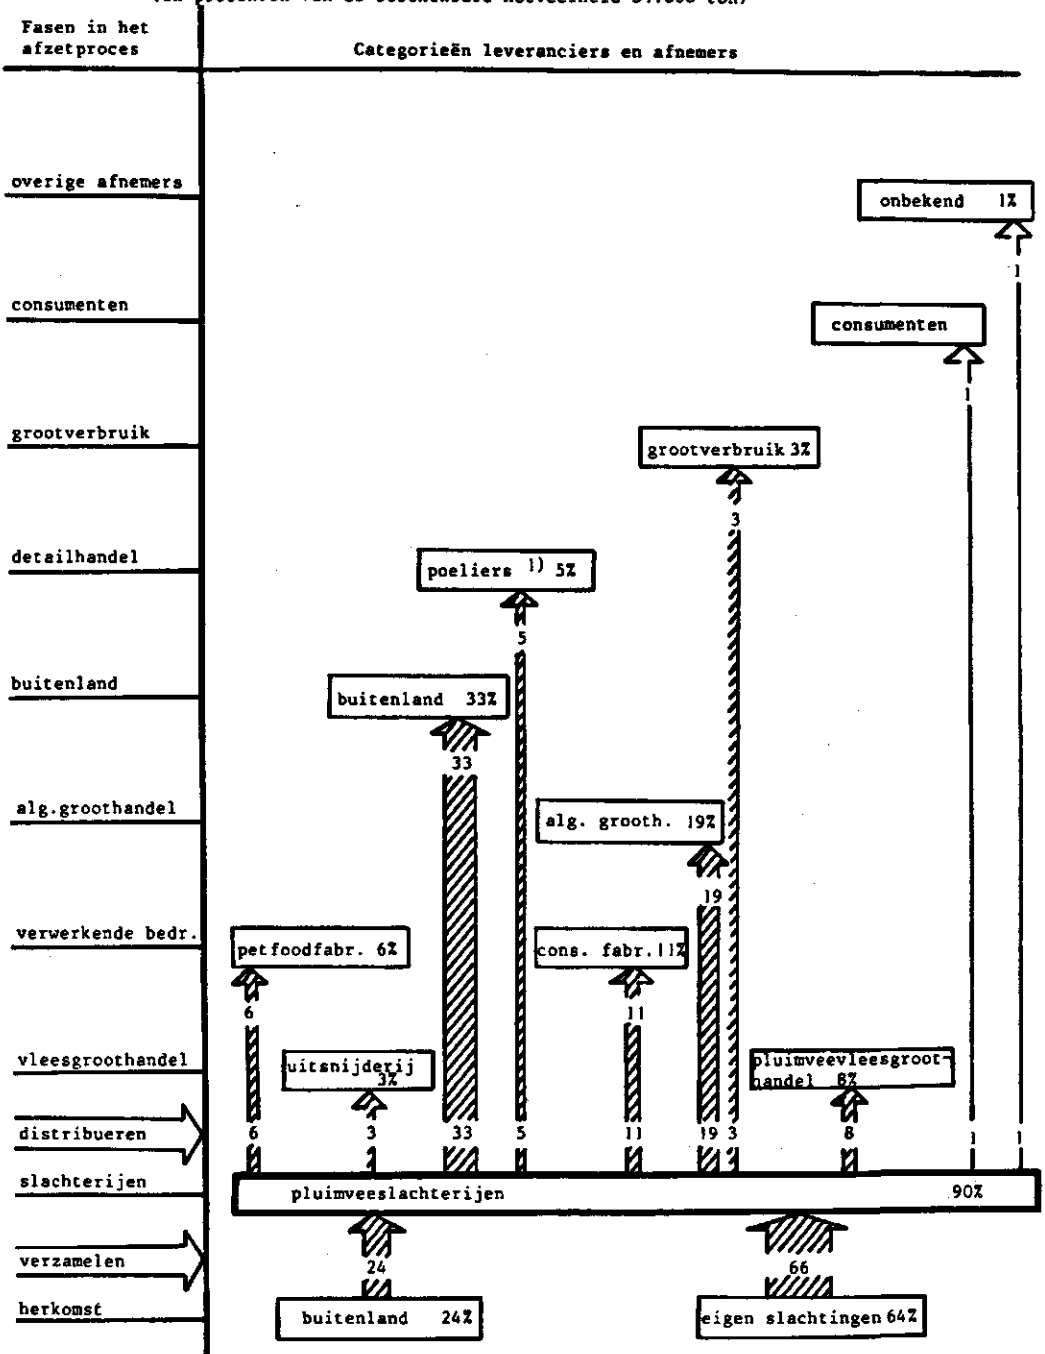 Fasen in het
afzetproces
Categorieën leveranciers en afnemers
overige afnemers
onbekend 1%
1
consumenten
consumenten
1
grootverbruik
grootverbruik 3%
3
detailhandel
poeliers 1) 5%
5
buitenland
buitenland 33%
33
alg.groothandel
alg. grooth. 19%
19
verwerkende bedr.
petfoodfabr. 6%
cons. fabr. 11%
6
11
vleesgroothandel
uitsnijderij
3%
pluimveevleesgroot-
handel 8%
distribueren
6 3 33 5 11 19 3 8 1 1
slachterijen
pluimveeslachterijen 90%
verzamelen
24 66
herkomst
buitenland 24%
eigen slachtingen 64%